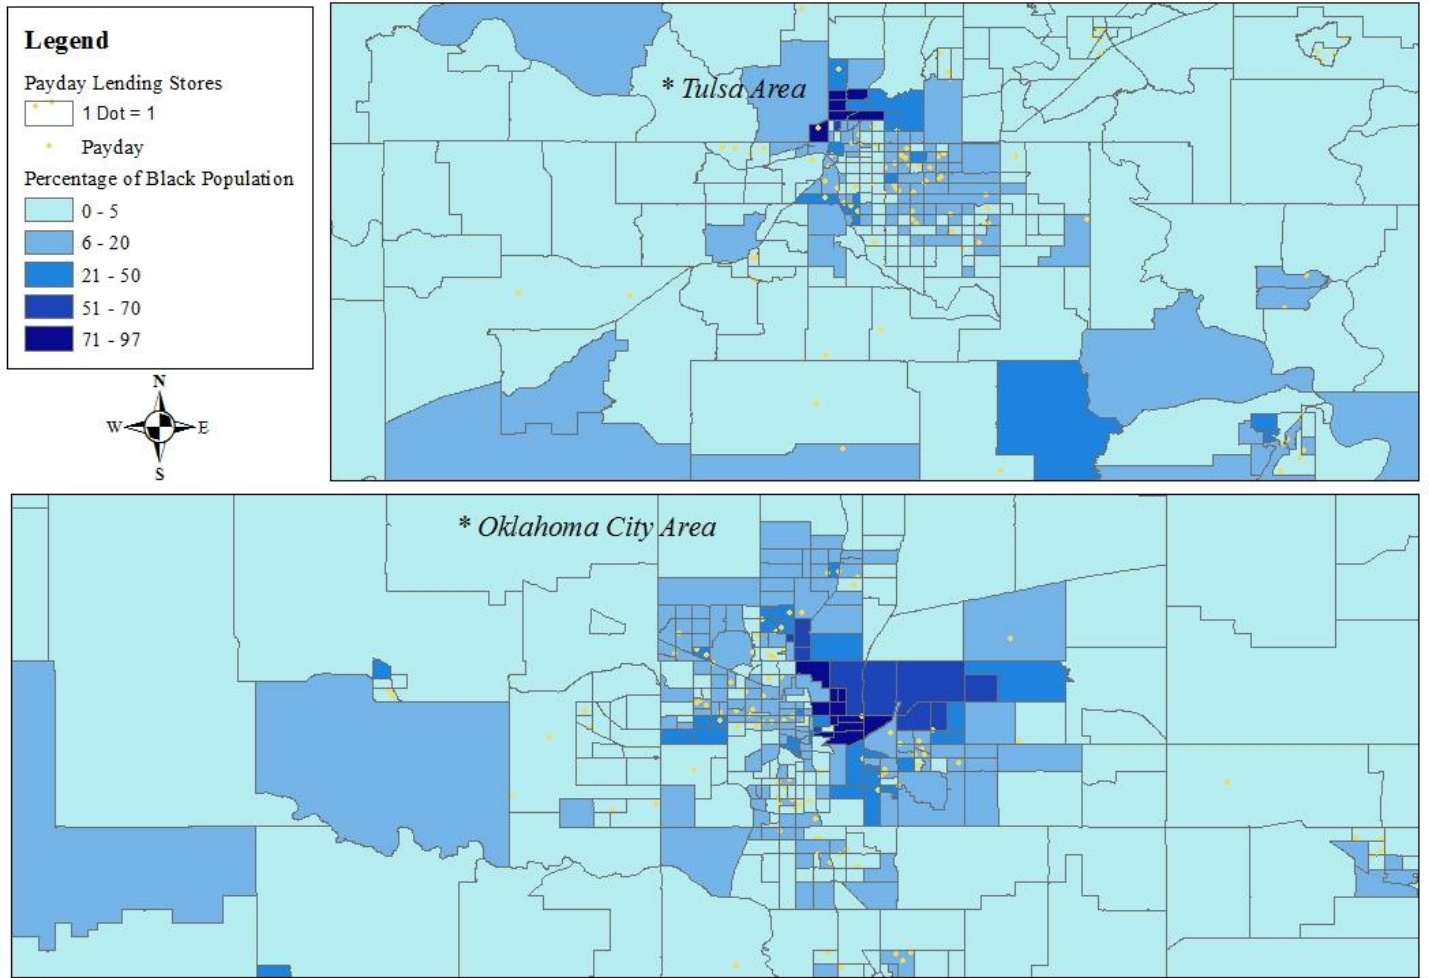 Legend
Payday Lending Stores
1 Dot = 1
Payday
Percentage of Black Population
0 - 5
6 - 20
21 - 50
51 - 70
71 - 97
N
W E
S
* Tulsa Area
* Oklahoma City Area